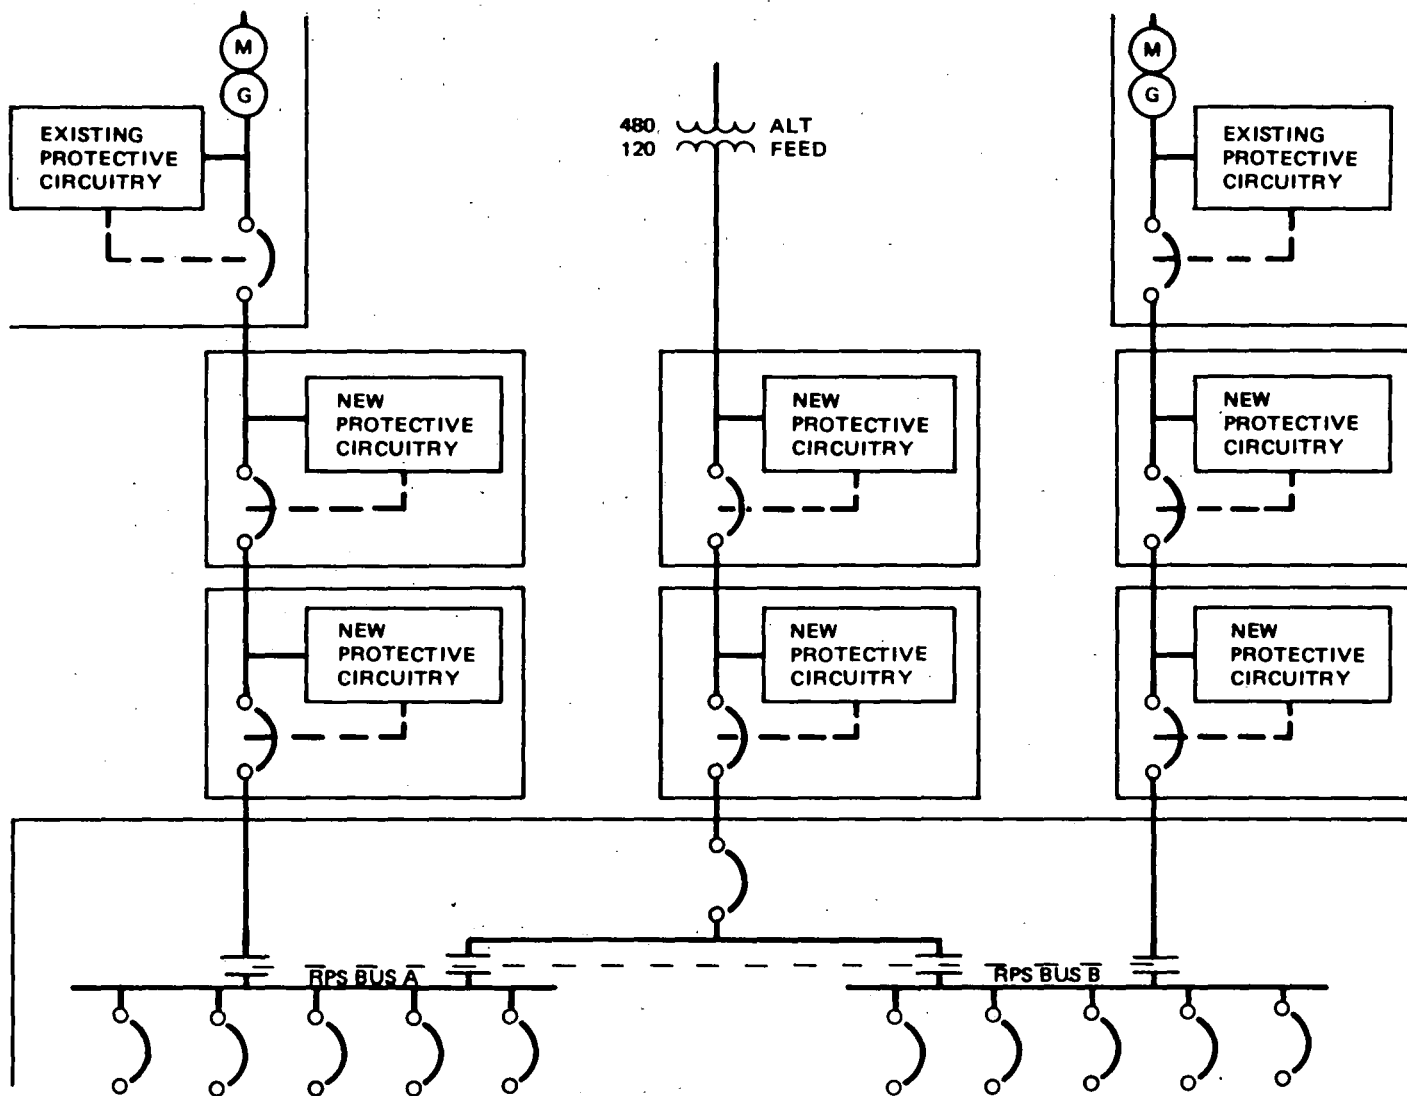 M
G
EXISTING
PROTECTIVE
CIRCUITRY
480
120
ALT
FEED
M
G
EXISTING
PROTECTIVE
CIRCUITRY
NEW
PROTECTIVE
CIRCUITRY
NEW
PROTECTIVE
CIRCUITRY
NEW
PROTECTIVE
CIRCUITRY
NEW
PROTECTIVE
CIRCUITRY
NEW
PROTECTIVE
CIRCUITRY
NEW
PROTECTIVE
CIRCUITRY
RPS BUS A
RPS BUS B